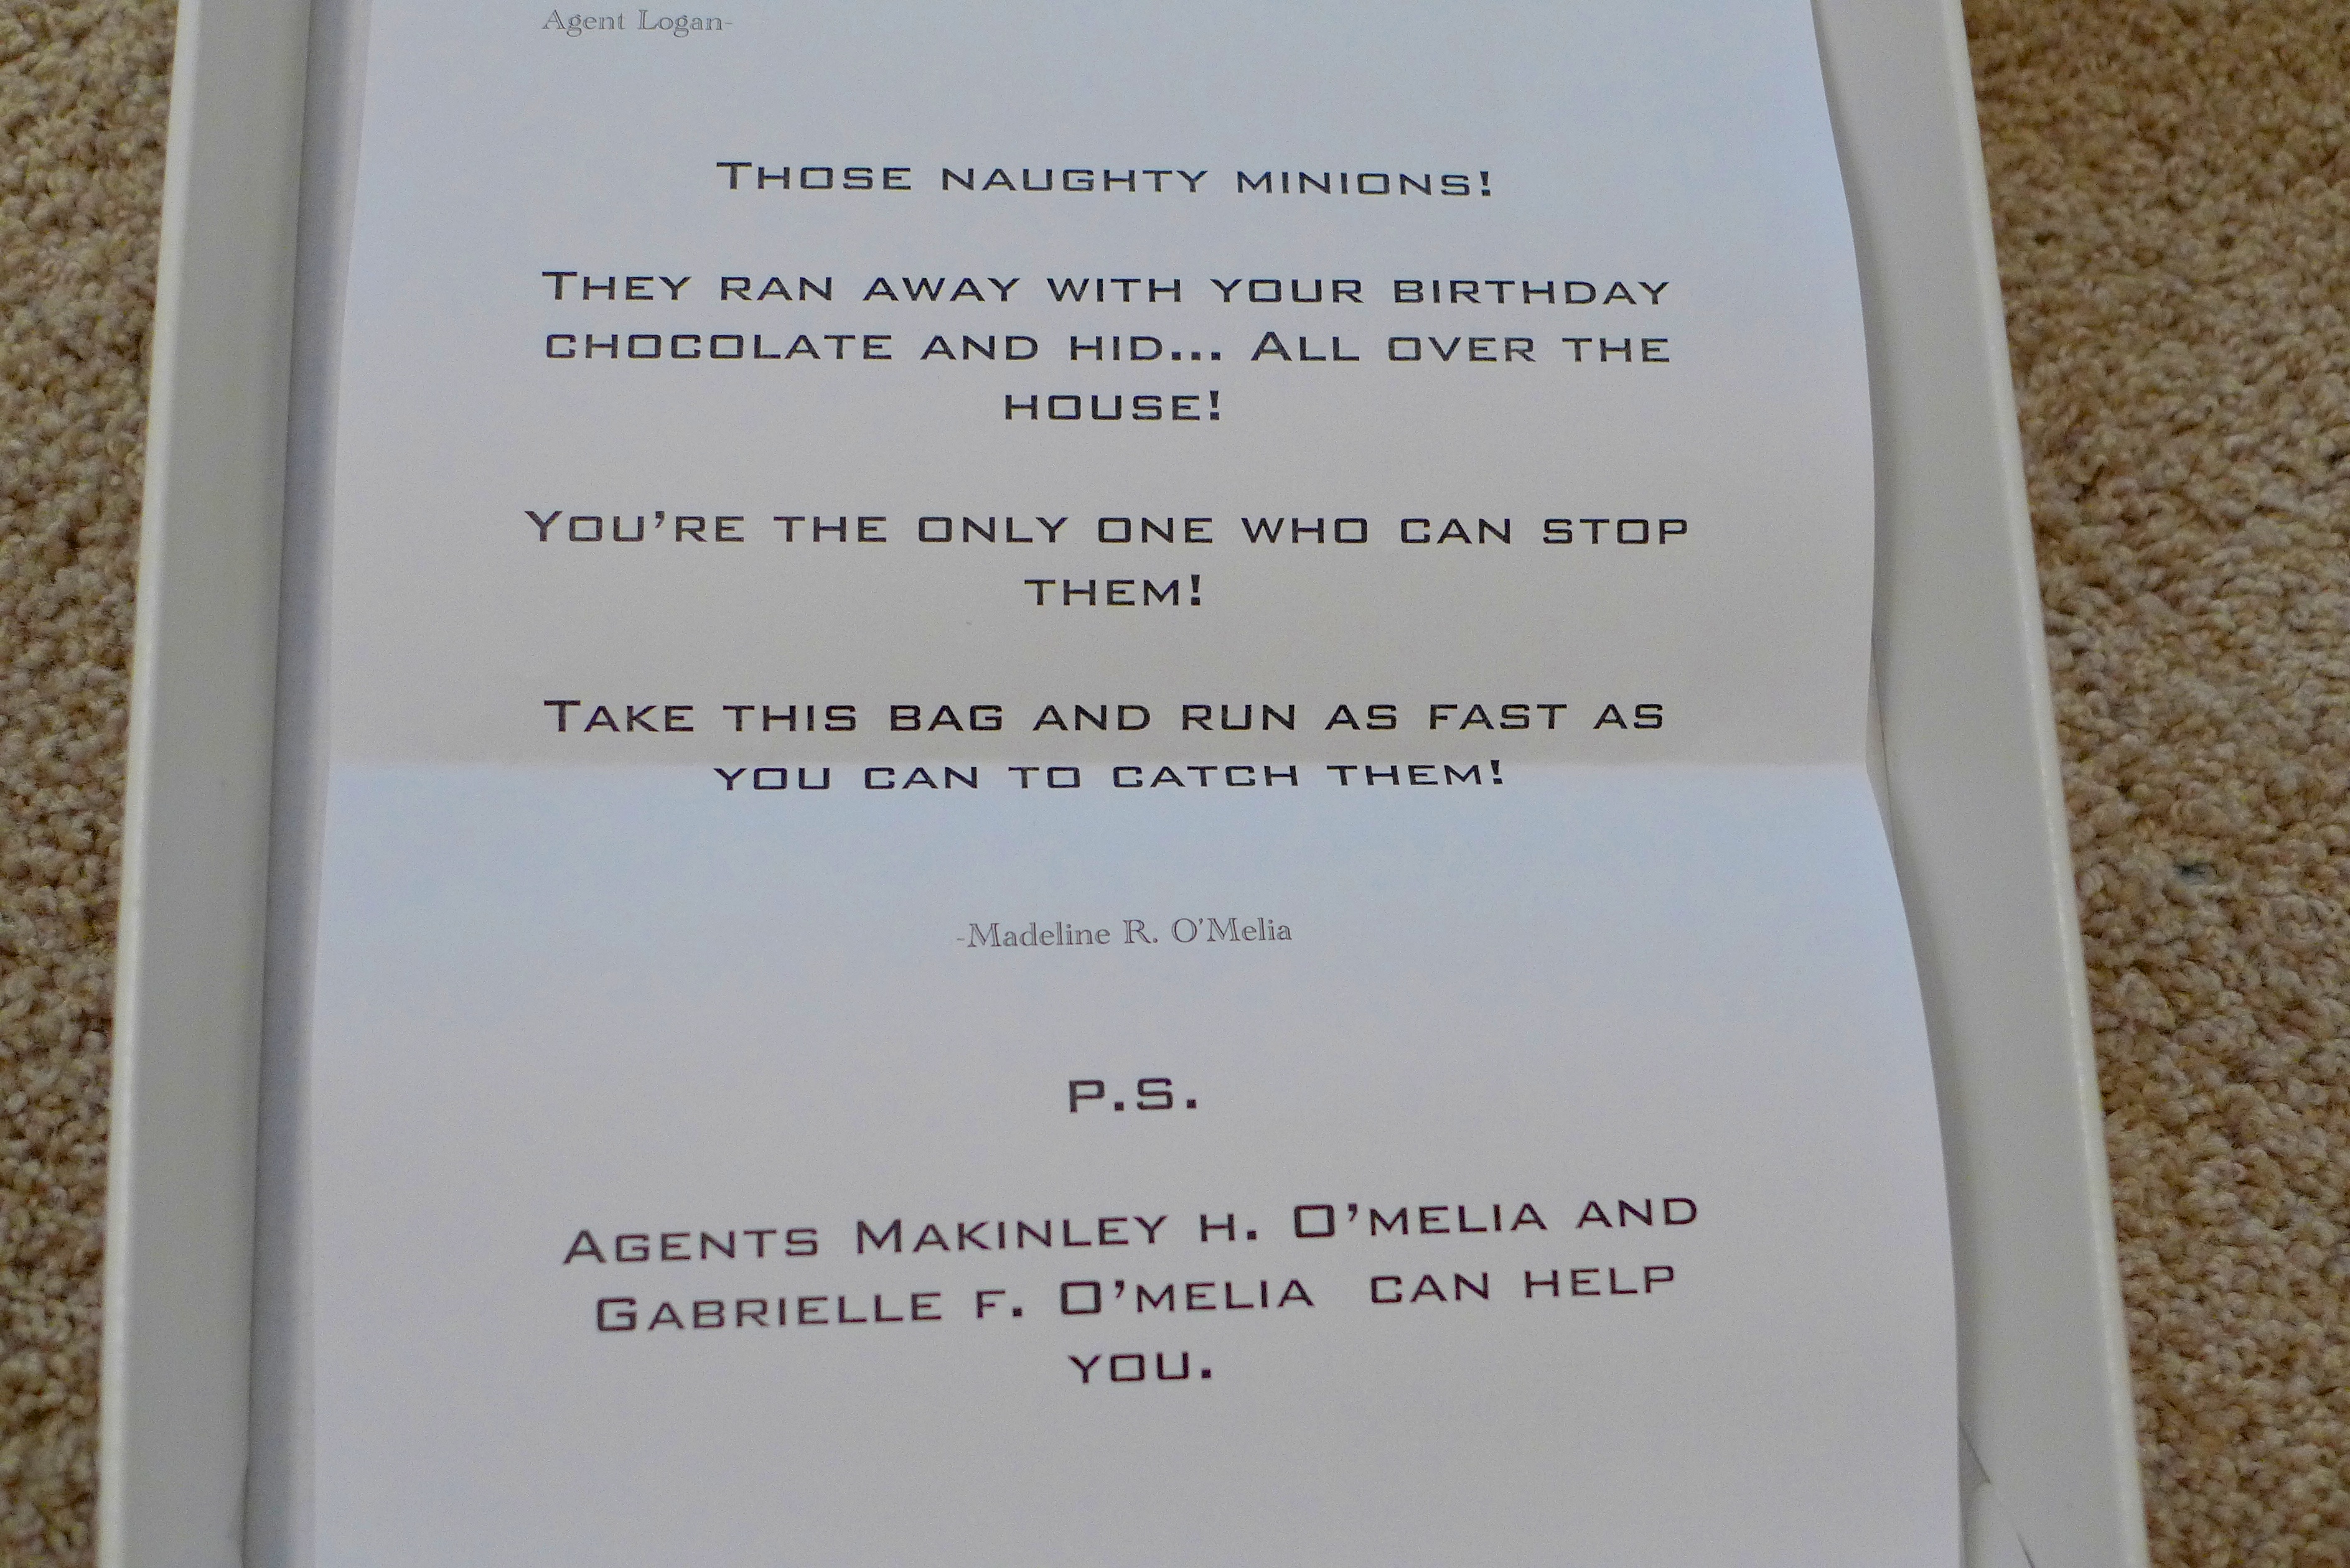 Agent Logan-
Those naughty minions!
They ran away with your birthday
chocolate and hid... All over the
house!
You're the only one who can stop
them!
Take this bag and run as fast as
you can to catch them!
-Madeline R. O'Melia
P.S.
Agents Makinley H. O'Melia and
Gabrielle F. O'Melia can help
you.